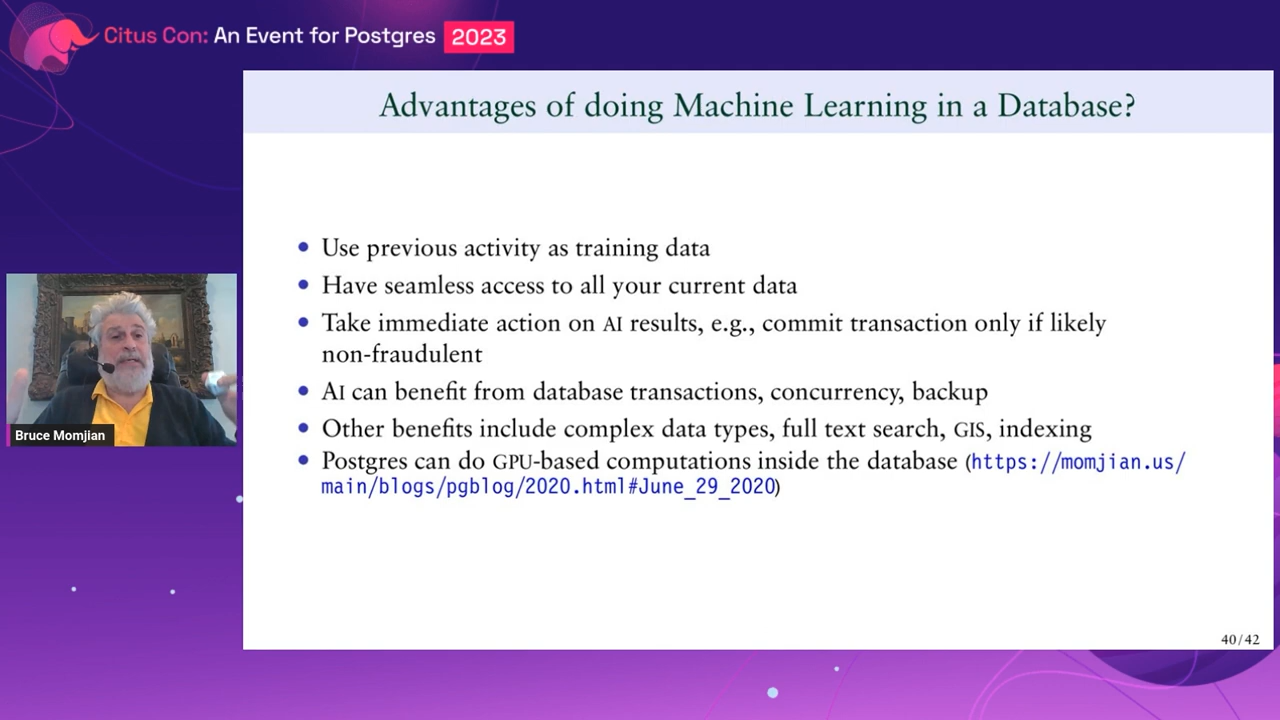 Citus Con: An Event for Postgres 2023
Advantages of doing Machine Learning in a Database?
• Use previous activity as training data
• Have seamless access to all your current data
• Take immediate action on AI results, e.g., commit transaction only if likely
non-fraudulent
• AI can benefit from database transactions, concurrency, backup
• Other benefits include complex data types, full text search, GIS, indexing
• Postgres can do GPU-based computations inside the database (https://momjian.us/
main/blogs/pgblog/2020.html#June_29_2020)
Bruce Momjian
40/42